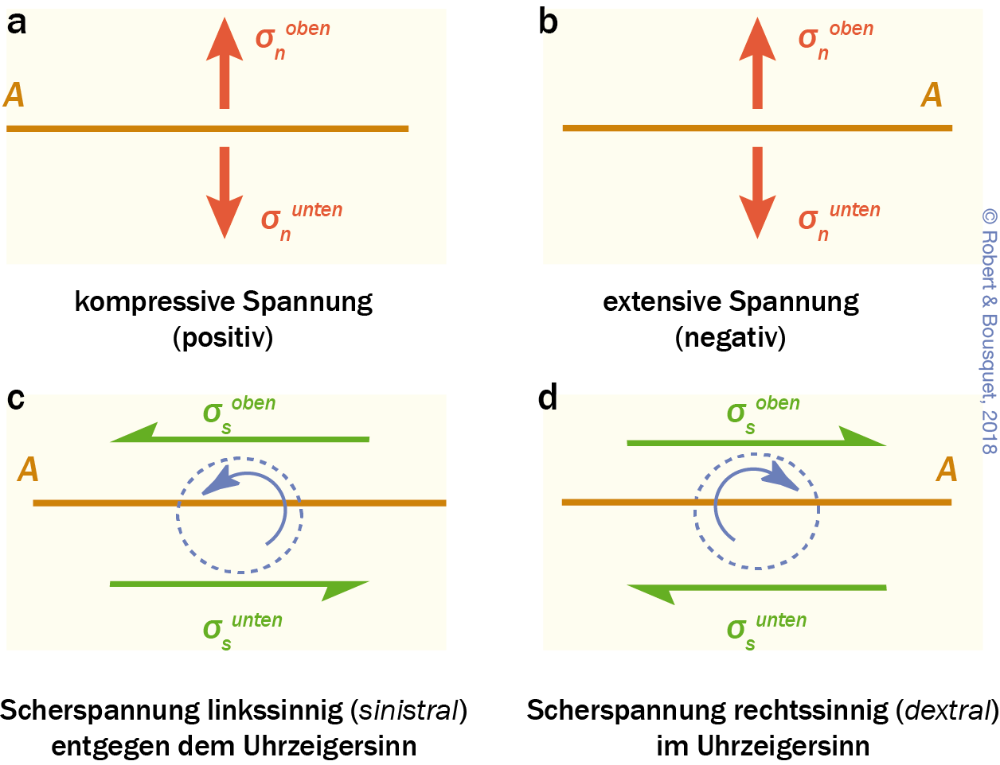 a
σn oben
A
σn unten
kompressive Spannung
(positiv)
b
σn oben
A
σn unten
extensive Spannung
(negativ)
c
σs oben
A
σs unten
Scherspannung linkssinnig (sinistral)
entgegen dem Uhrzeigersinn
d
σs oben
A
σs unten
Scherspannung rechtssinnig (dextral)
im Uhrzeigersinn
© Robert & Bousquet, 2018